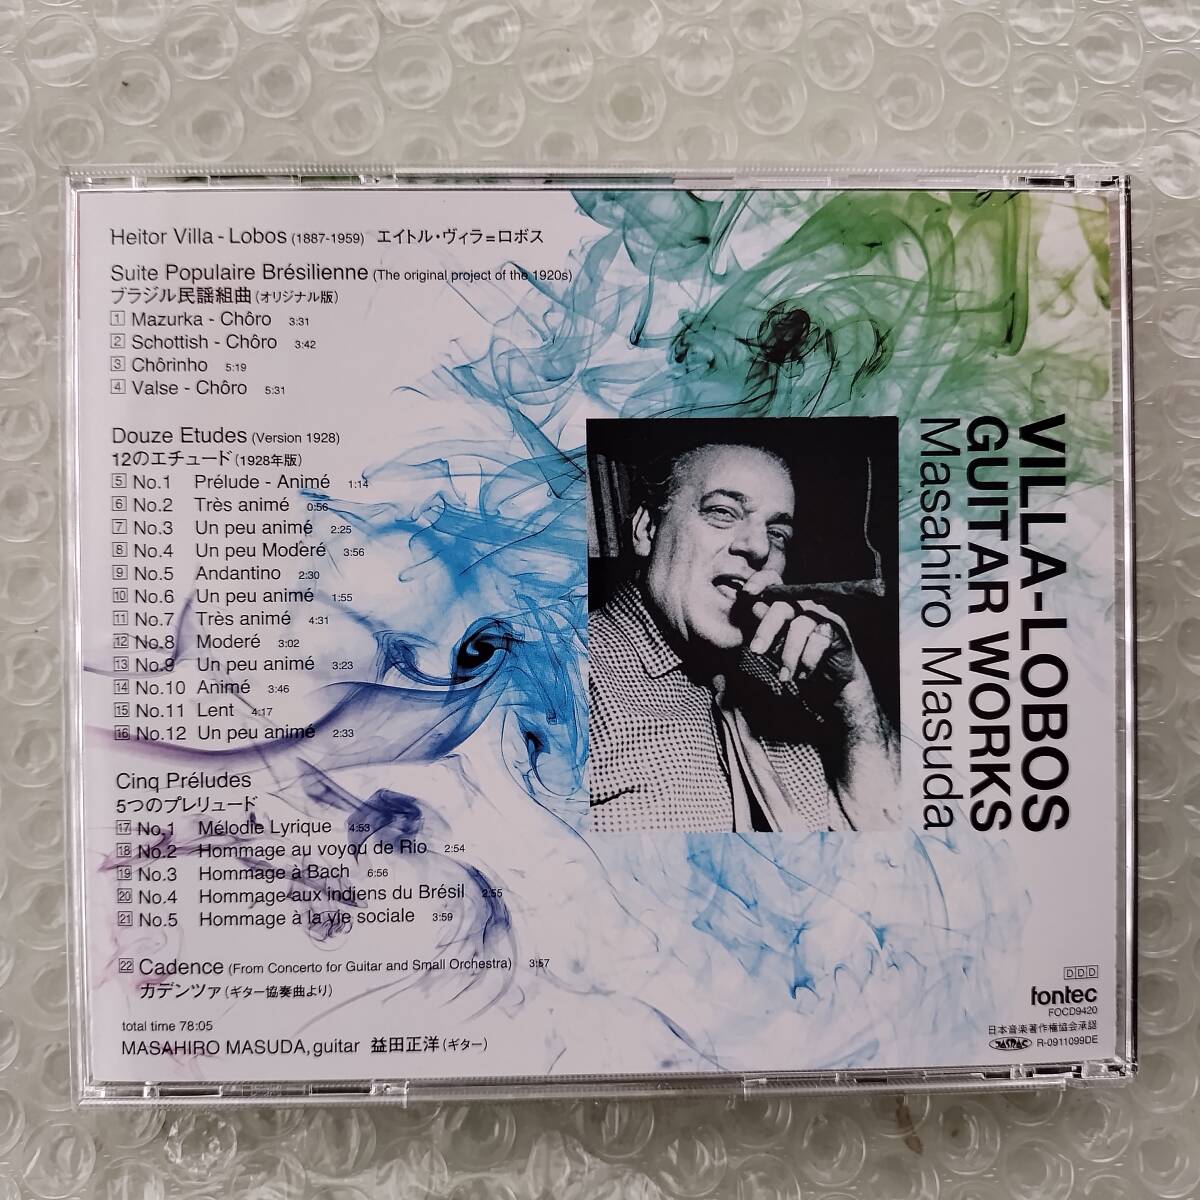 Heitor Villa - Lobos (1887-1959) エイトル・ヴィラ=ロボス
Suite Populaire Brésilienne (The original project of the 1920s)
ブラジル民謡組曲(オリジナル版)
1 Mazurka - Chôro 3:31
2 Schottish - Chôro 3:42
3 Chôrinho 5:19
4 Valse - Chôro 5:31
Douze Etudes (Version 1928)
12のエチュード(1928年版)
5 No.1 Prélude - Animé 1:14
6 No.2 Très animé 0:56
7 No.3 Un peu animé 2:25
8 No.4 Un peu Moderé 3:56
9 No.5 Andantino 2:30
10 No.6 Un peu animé 1:55
11 No.7 Très animé 4:31
12 No.8 Moderé 3:02
13 No.9 Un peu animé 3:23
14 No.10 Animé 3:46
15 No.11 Lent 4:17
16 No.12 Un peu animé 2:33
Cinq Préludes
5つのプレリュード
17 No.1 Mélodie Lyrique 4:53
18 No.2 Hommage au voyou de Rio 2:54
19 No.3 Hommage à Bach 6:56
20 No.4 Hommage aux indiens du Brésil 2:55
21 No.5 Hommage à la vie sociale 3:59
22 Cadence (From Concerto for Guitar and Small Orchestra) 3:57
カデンツァ(ギター協奏曲より)
total time 78:05
MASAHIRO MASUDA, guitar 益田正洋(ギター)
VILLA-LOBOS
GUITAR WORKS
Masahiro Masuda
DDD
fontec
FOCD9420
日本音楽著作権協会承認
JASRAC R-0911099DE